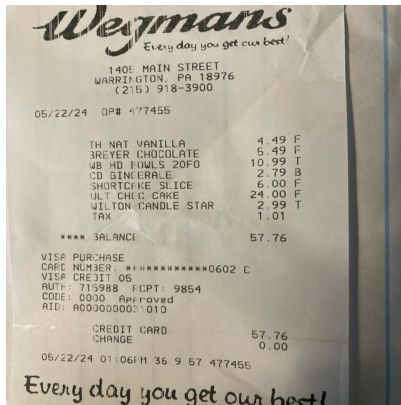 Wegmans
Every day you get our best!
1405 MAIN STREET
WARRINGTON, PA 18976
(215) 918-3900
05/22/24 OP# 477455
TH NAT VANILLA 4.49 F
BREYER CHOCOLATE 5.49 F
WB HD BOWLS 20FO 10.99 T
CD GINGERALE 2.79 B
SHORTCAKE SLICE 6.00 F
ULT CHOC CAKE 24.00 F
WILTON CANDLE STAR 2.99 T
TAX 1.01
**** BALANCE 57.76
VISA PURCHASE
CARD NUMBER: ************0602 C
VISA CREDIT 05
AUTH: 715988 RCPT: 9854
CODE: 0000 Approved
AID: A0000000031010
CREDIT CARD 57.76
CHANGE 0.00
05/22/24 01:06PM 36 9 57 477455
Every day you get our best!